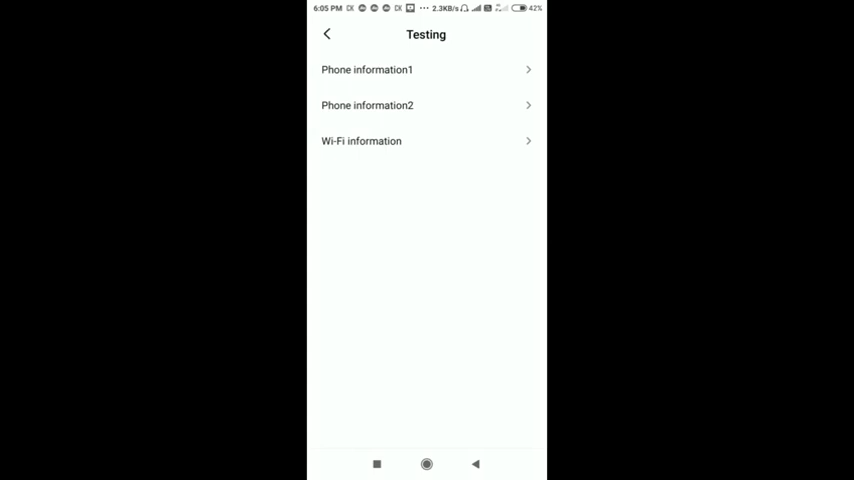 6:05 PM 2.3KB/s 42%
Testing
Phone information1
Phone information2
Wi-Fi information